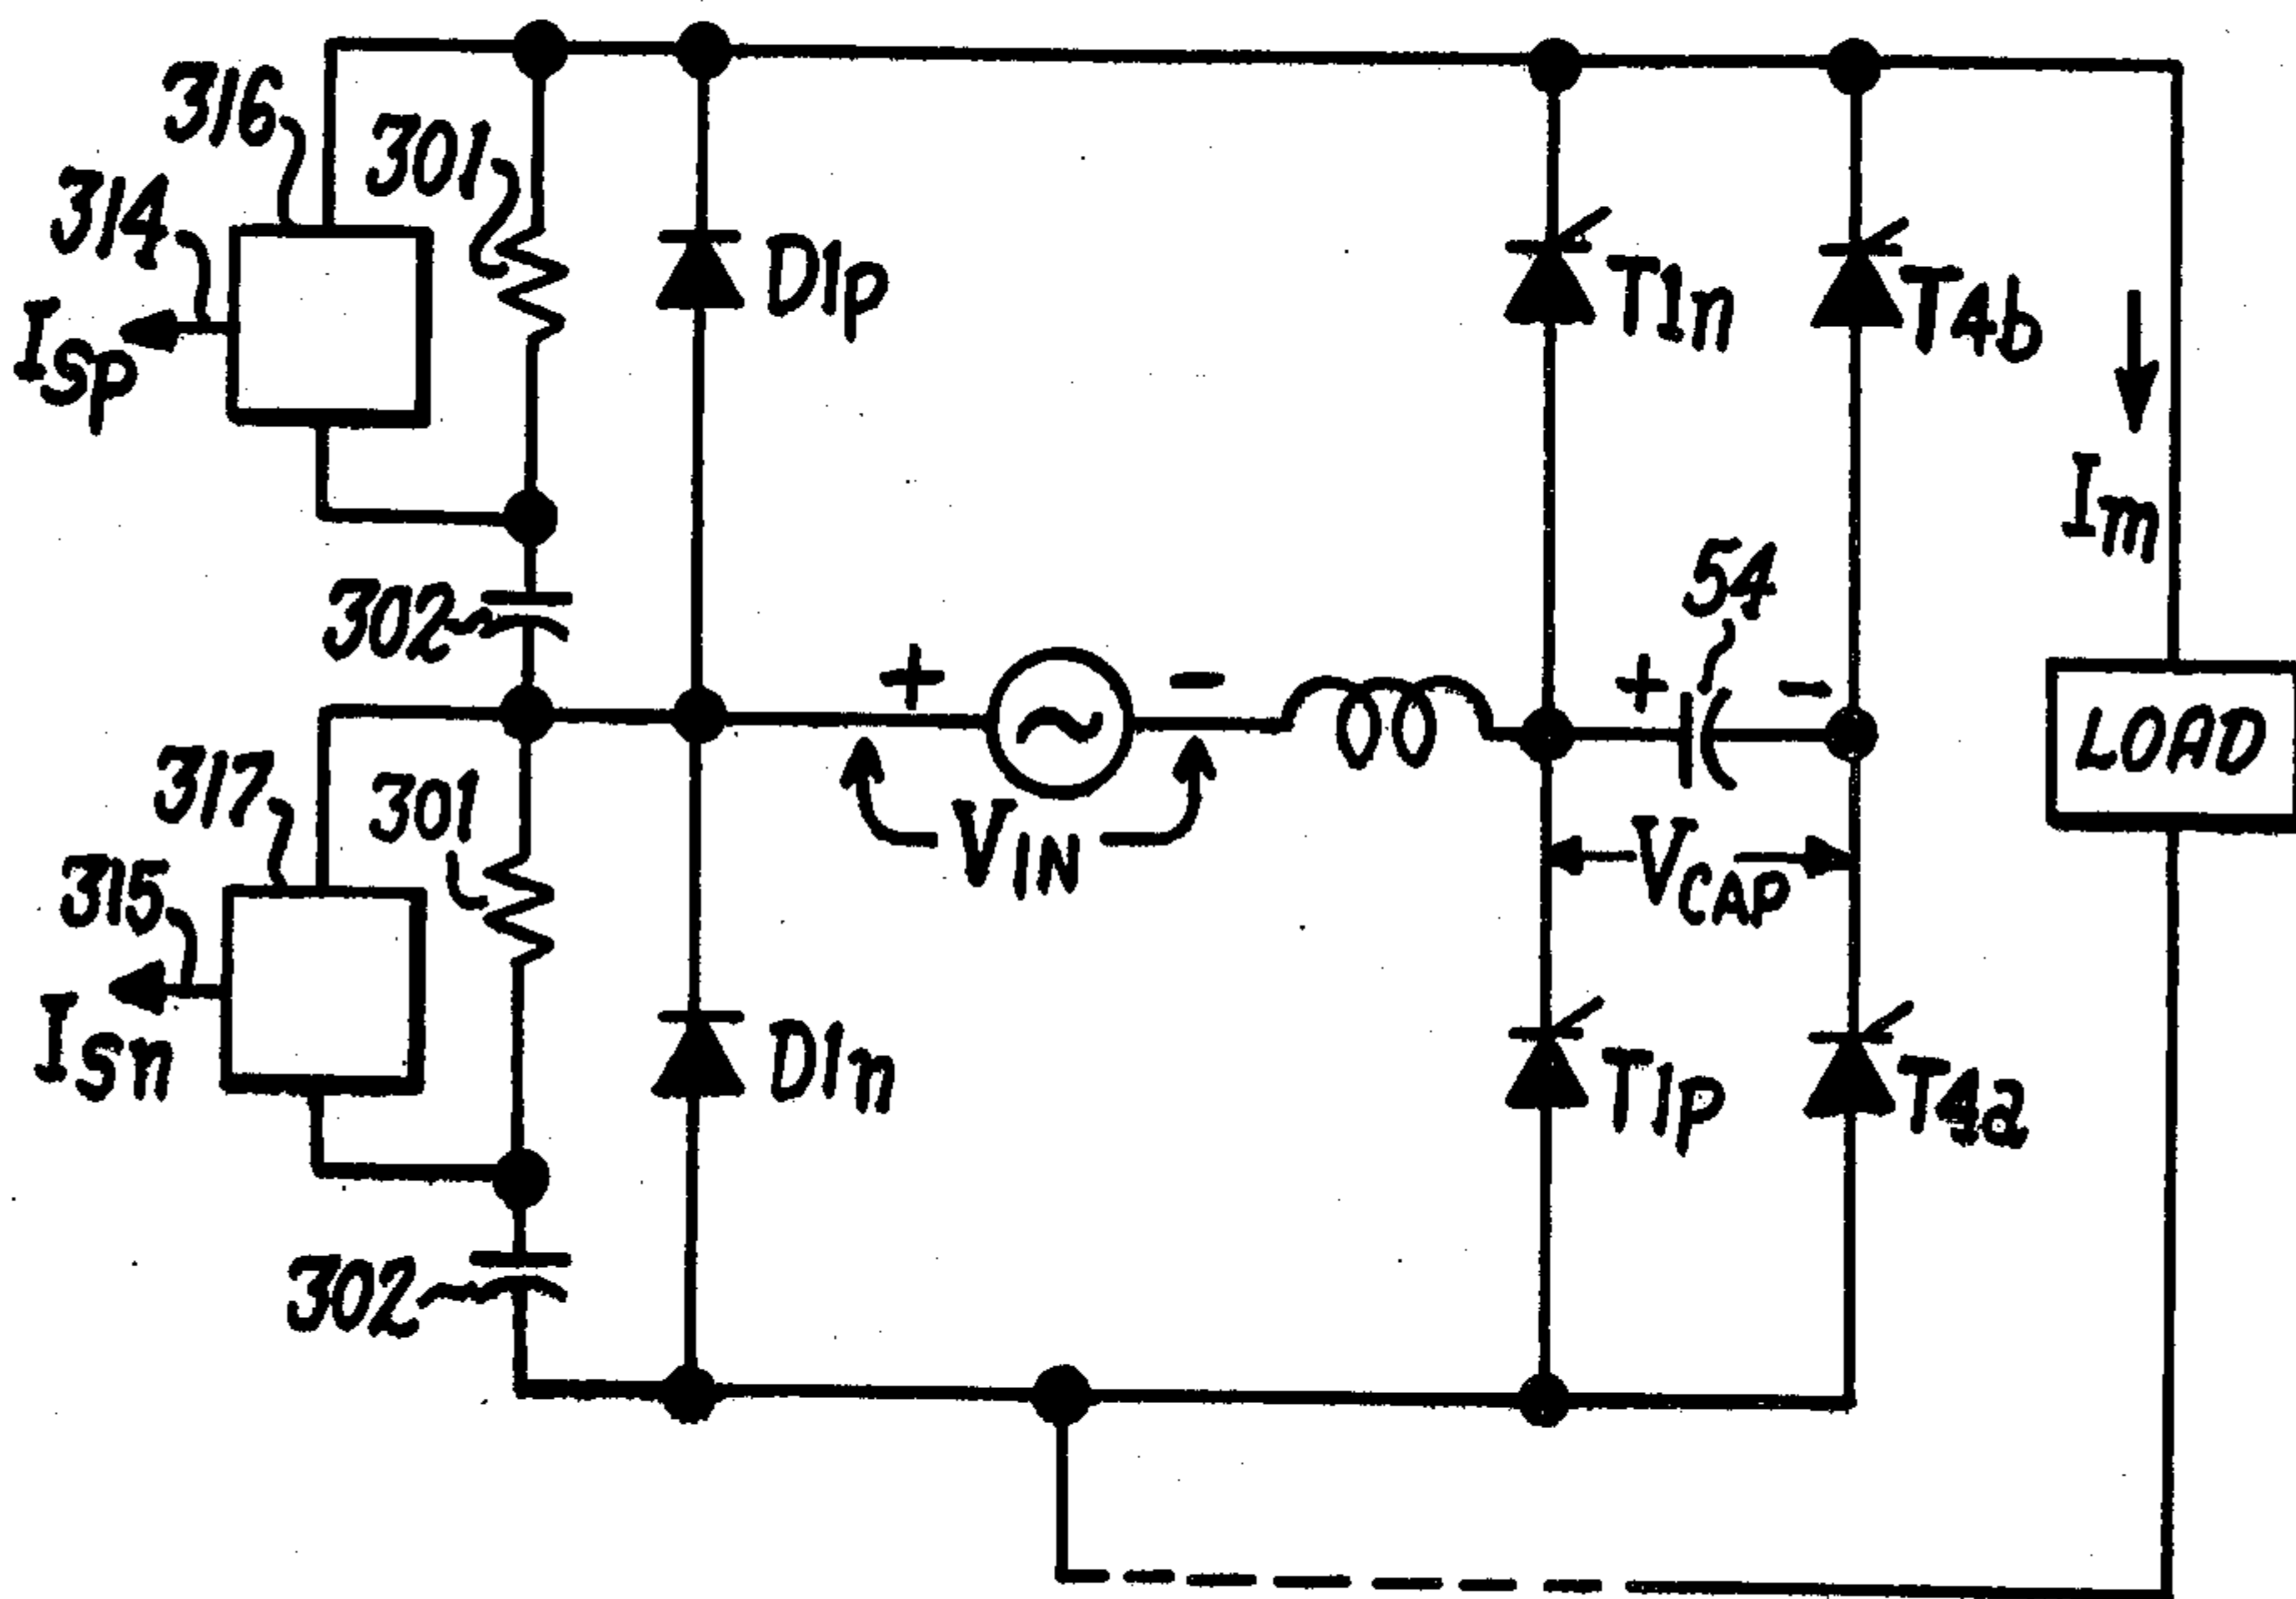 316
301
314
ISP
D1p
T1n
T4b
Im
54
302
+
-
+
-
LOAD
317
301
315
VIN
VCAP
ISn
D1n
T1p
T4a
302